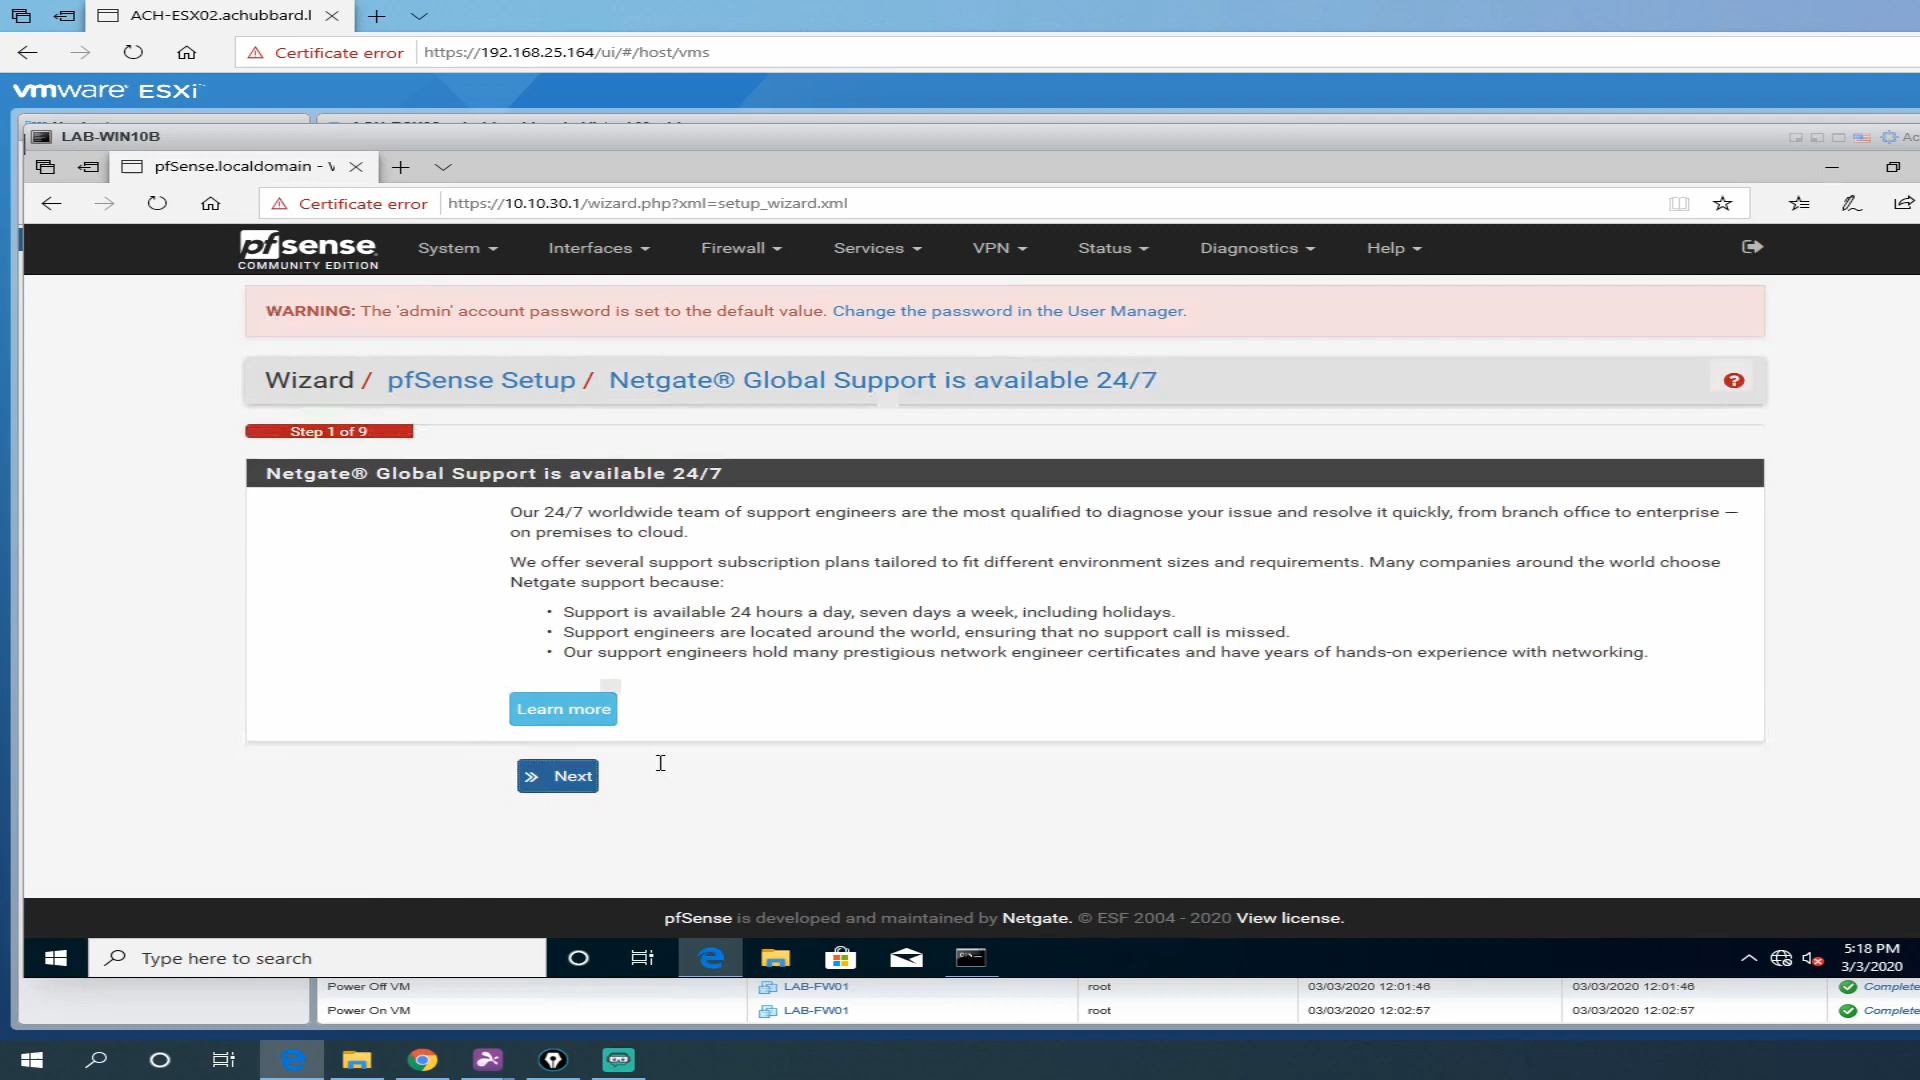 ACH-ESX02.achubbard.l
Certificate error https://192.168.25.164/ui/#/host/vms
vmware ESXi
LAB-WIN10B
Ac
pfSense.localdomain -
Certificate error https://10.10.30.1/wizard.php?xml=setup_wizard.xml
pfsense System Interfaces Firewall Services VPN Status Diagnostics Help
COMMUNITY EDITION
WARNING: The 'admin' account password is set to the default value. Change the password in the User Manager.
Wizard / pfSense Setup / Netgate® Global Support is available 24/7
Step 1 of 9
Netgate® Global Support is available 24/7
Our 24/7 worldwide team of support engineers are the most qualified to diagnose your issue and resolve it quickly, from branch office to enterprise —
on premises to cloud.
We offer several support subscription plans tailored to fit different environment sizes and requirements. Many companies around the world choose
Netgate support because:
• Support is available 24 hours a day, seven days a week, including holidays.
• Support engineers are located around the world, ensuring that no support call is missed.
• Our support engineers hold many prestigious network engineer certificates and have years of hands-on experience with networking.
Learn more
Next
pfSense is developed and maintained by Netgate. © ESF 2004 - 2020 View license.
Type here to search
5:18 PM
3/3/2020
Power Off VM LAB-FW01 root 03/03/2020 12:01:46 03/03/2020 12:01:46 Complete
Power On VM LAB-FW01 root 03/03/2020 12:02:57 03/03/2020 12:02:57 Complete